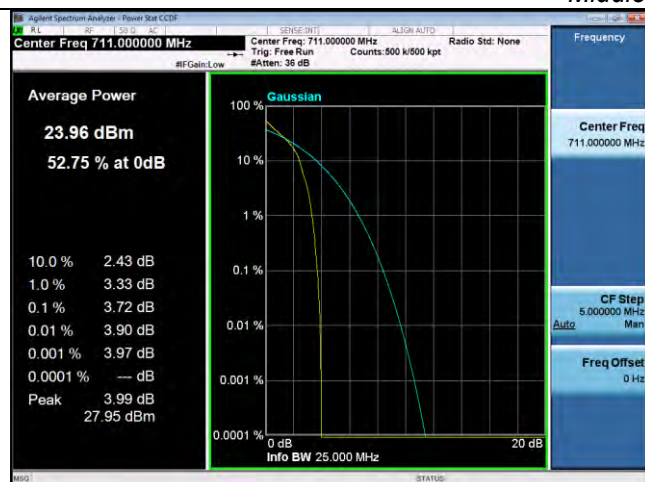 Middle
Agilent Spectrum Analyzer - Power Stat CCDF
RL RF 50 Ω AC SENSE:INT ALIGN AUTO
Center Freq 711.000000 MHz
Center Freq: 711.000000 MHz Radio Std: None
Trig: Free Run Counts:500 k/500 kpt
#IFGain:Low #Atten: 36 dB
Frequency
Average Power
23.96 dBm
52.75 % at 0dB
10.0 % 2.43 dB
1.0 % 3.33 dB
0.1 % 3.72 dB
0.01 % 3.90 dB
0.001 % 3.97 dB
0.0001 % --- dB
Peak 3.99 dB
27.95 dBm
Gaussian
100 %
10 %
1 %
0.1 %
0.01 %
0.001 %
0.0001 %
0 dB 20 dB
Info BW 25.000 MHz
Center Freq
711.000000 MHz
CF Step
5.000000 MHz
Auto Man
Freq Offset
0 Hz
MSG STATUS